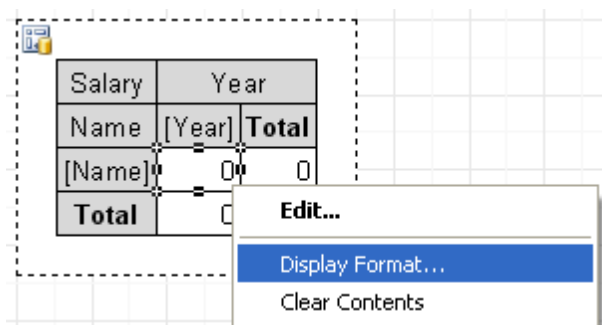 Salary Year
Name [Year] Total
[Name] 0 0
Total 0
Edit...
Display Format...
Clear Contents